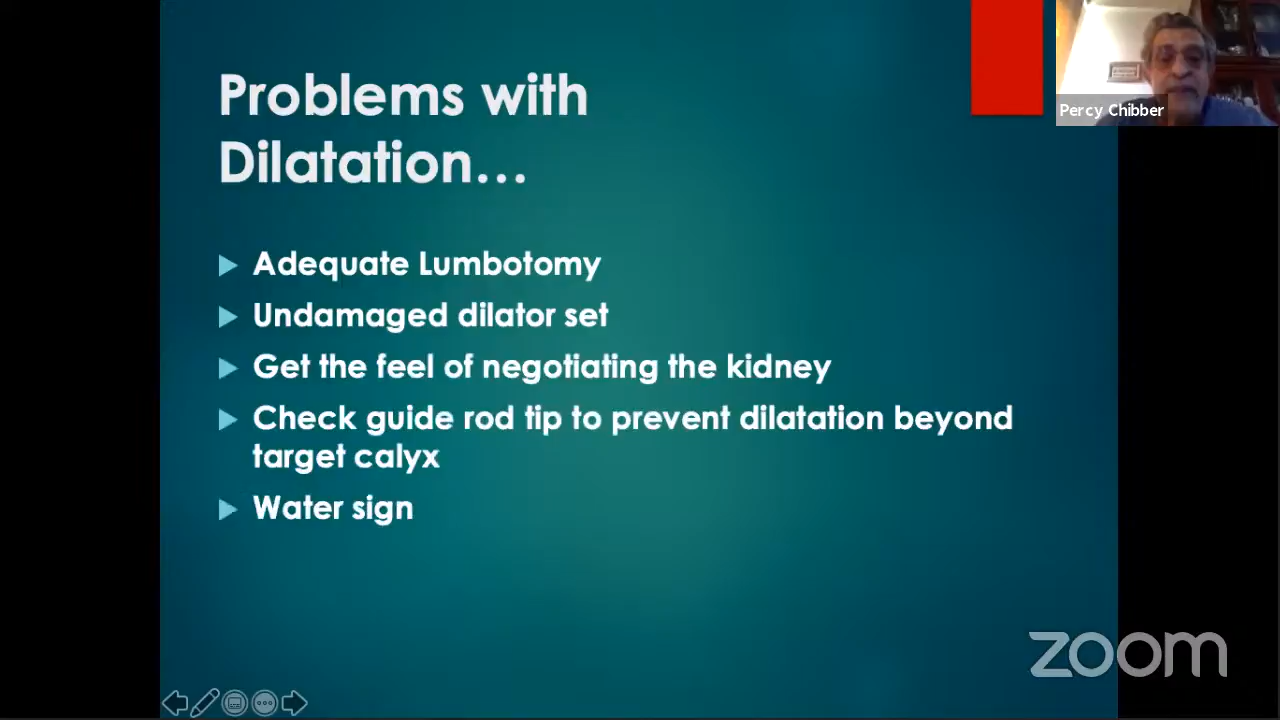 Problems with
Dilatation...
Adequate Lumbotomy
Undamaged dilator set
Get the feel of negotiating the kidney
Check guide rod tip to prevent dilatation beyond
target calyx
Water sign
Percy Chibber
zoom